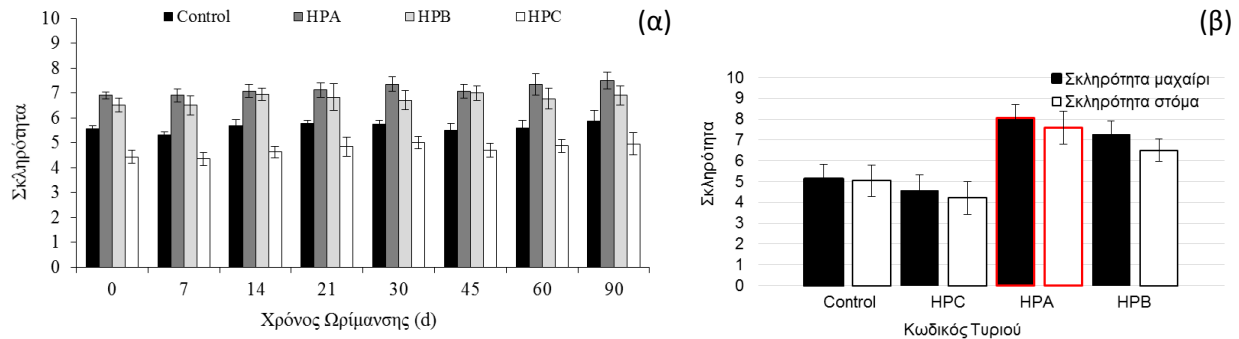 10
9
8
7
6
5
4
3
2
1
0
Σκληρότητα
Control HPA HPB HPC
(α)
0 7 14 21 30 45 60 90
Χρόνος Ωρίμανσης (d)
(β)
10
9
8
7
6
5
4
3
2
1
0
Σκληρότητα
Σκληρότητα μαχαίρι
Σκληρότητα στόμα
Control HPC HPA HPB
Κωδικός Τυριού